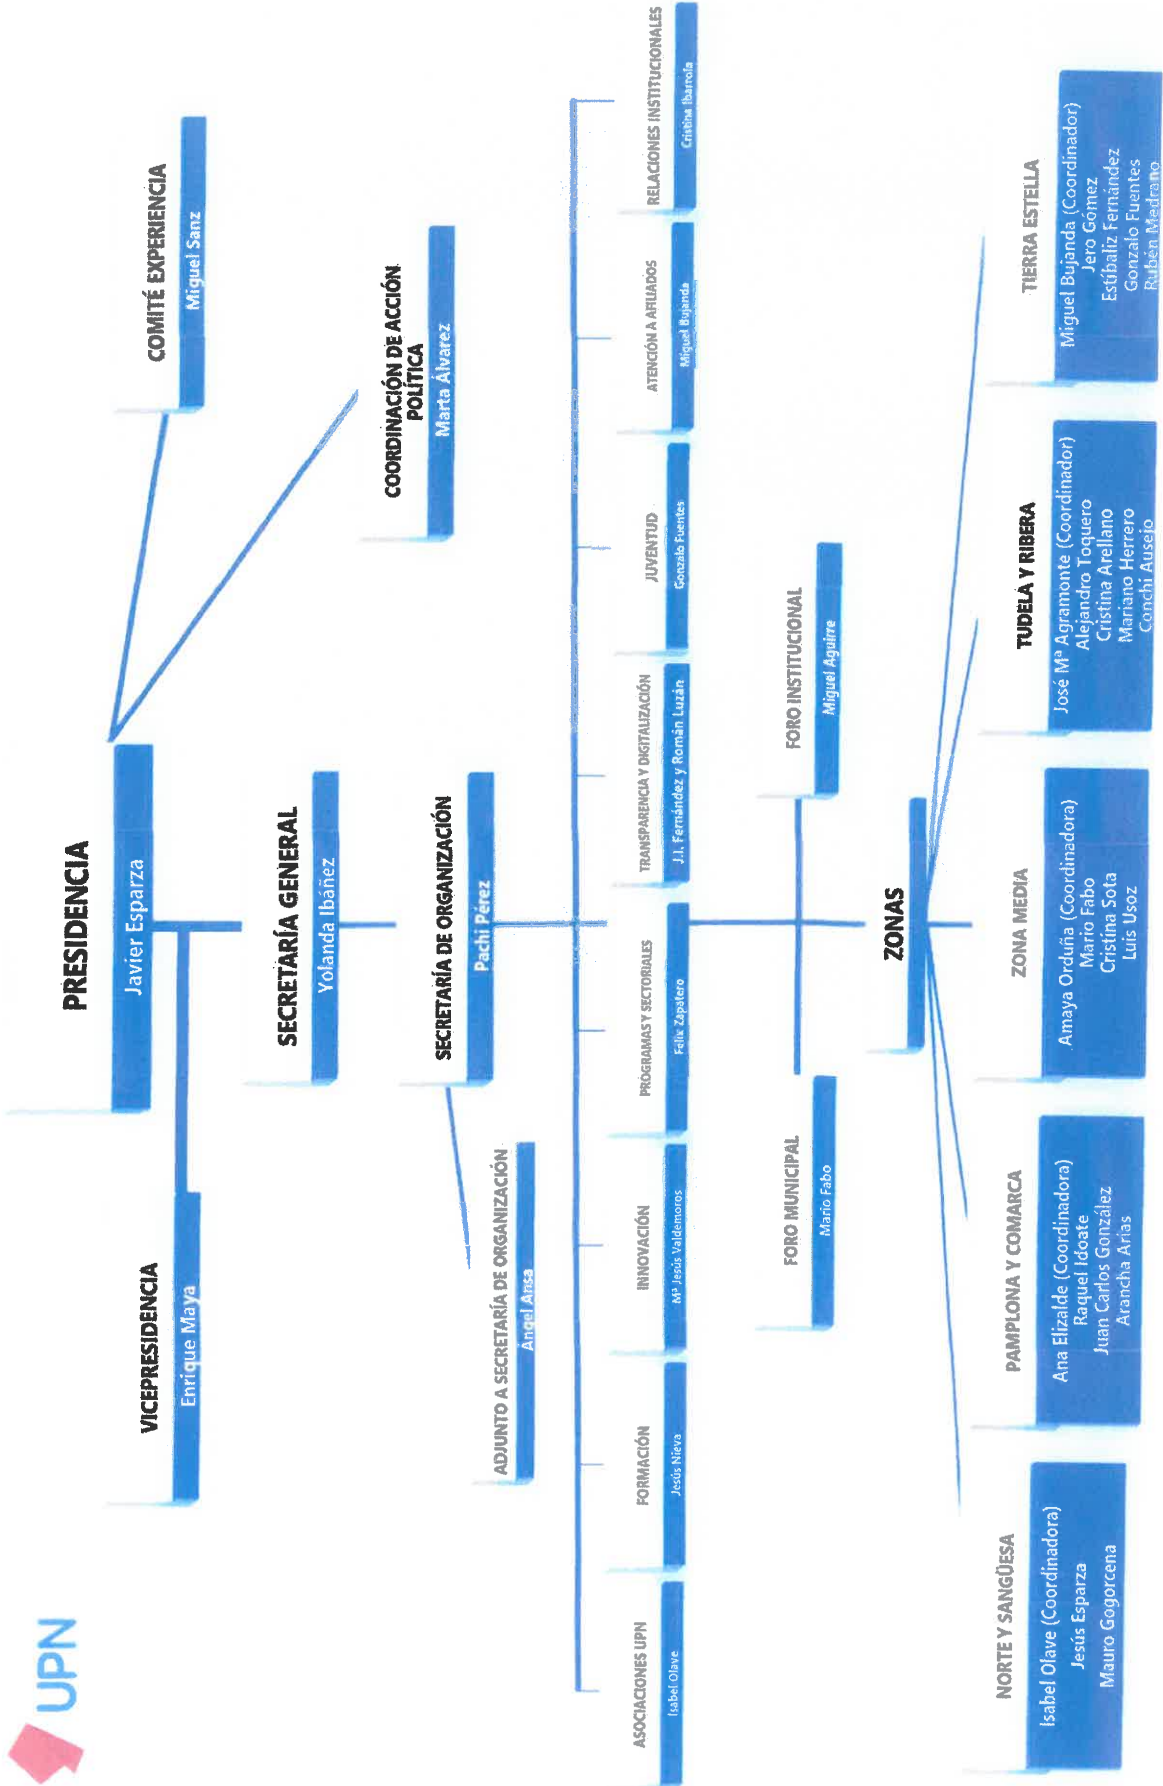 UPN
PRESIDENCIA
Javier Esparza
VICEPRESIDENCIA
Enrique Maya
COMITÉ EXPERIENCIA
Miguel Sanz
SECRETARÍA GENERAL
Yolanda Ibáñez
COORDINACIÓN DE ACCIÓN
POLÍTICA
Marta Álvarez
SECRETARÍA DE ORGANIZACIÓN
Pachi Pérez
ADJUNTO A SECRETARÍA DE ORGANIZACIÓN
Ángel Ansa
ASOCIACIONES UPN
Isabel Olave
FORMACIÓN
Jesús Nieva
INNOVACIÓN
Mª Jesús Valdemoros
PROGRAMAS Y SECTORIALES
Félix Zapatero
TRANSPARENCIA Y DIGITALIZACIÓN
J.I. Fernández y Román Luzán
JUVENTUD
Gonzalo Fuentes
ATENCIÓN A AFILIADOS
Miguel Bujanda
RELACIONES INSTITUCIONALES
Cristina Ibarrola
FORO MUNICIPAL
Mario Fabo
FORO INSTITUCIONAL
Miguel Aguirre
ZONAS
NORTE Y SANGÜESA
Isabel Olave (Coordinadora)
Jesús Esparza
Mauro Gogorcena
PAMPLONA Y COMARCA
Ana Elizalde (Coordinadora)
Raquel Idoate
Juan Carlos González
Arancha Arias
ZONA MEDIA
Amaya Orduña (Coordinadora)
Mario Fabo
Cristina Sota
Luis Usoz
TUDELA Y RIBERA
José Mª Agramonte (Coordinador)
Alejandro Toquero
Cristina Arellano
Mariano Herrero
Conchi Ausejo
TIERRA ESTELLA
Miguel Bujanda (Coordinador)
Jero Gómez
Estíbaliz Fernández
Gonzalo Fuentes
Rubén Medrano